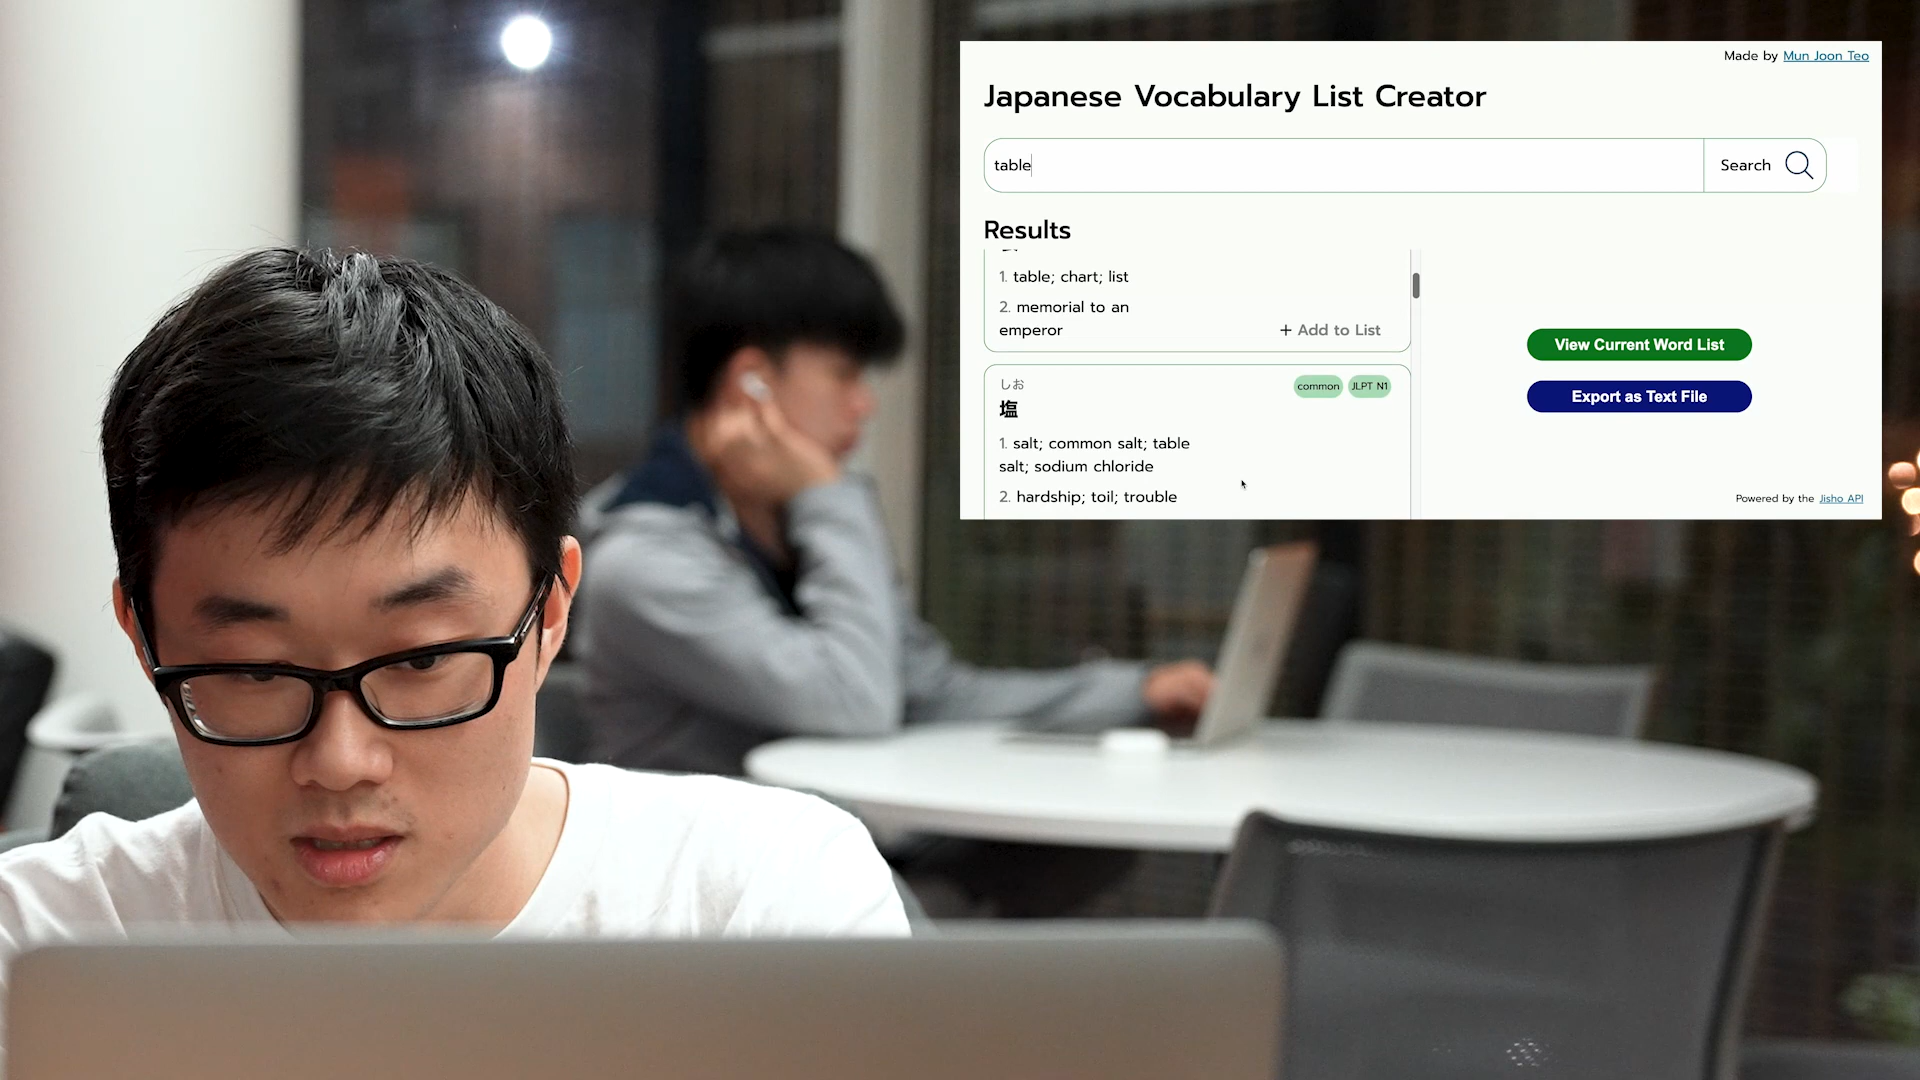 Made by Mun Joon Teo
Japanese Vocabulary List Creator
table
Search
Results
1. table; chart; list
2. memorial to an
emperor
+ Add to List
しお
common
JLPT N1
塩
1. salt; common salt; table
salt; sodium chloride
2. hardship; toil; trouble
View Current Word List
Export as Text File
Powered by the Jisho API